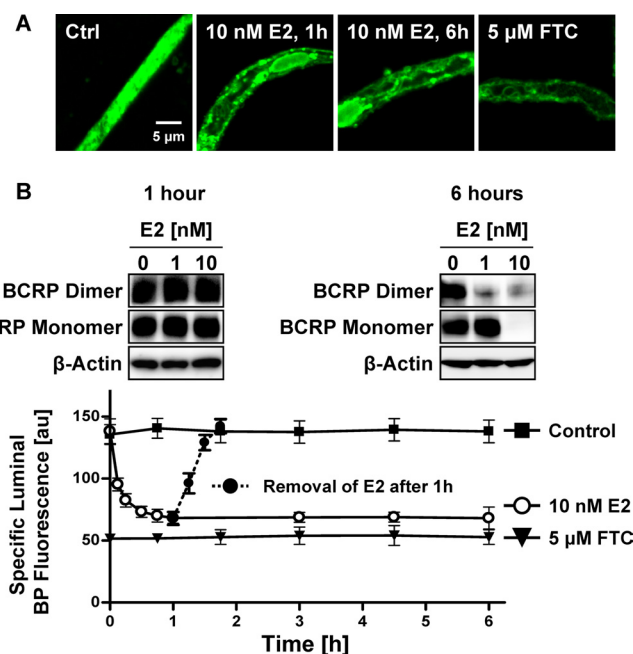 A
Ctrl
10 nM E2, 1h
10 nM E2, 6h
5 µM FTC
5 µm
B
1 hour
6 hours
E2 [nM]
E2 [nM]
0 1 10
0 1 10
BCRP Dimer
BCRP Dimer
RP Monomer
BCRP Monomer
β-Actin
β-Actin
Specific Luminal
BP Fluorescence [au]
150
100
50
0
Control
Removal of E2 after 1h
10 nM E2
5 µM FTC
0 1 2 3 4 5 6
Time [h]